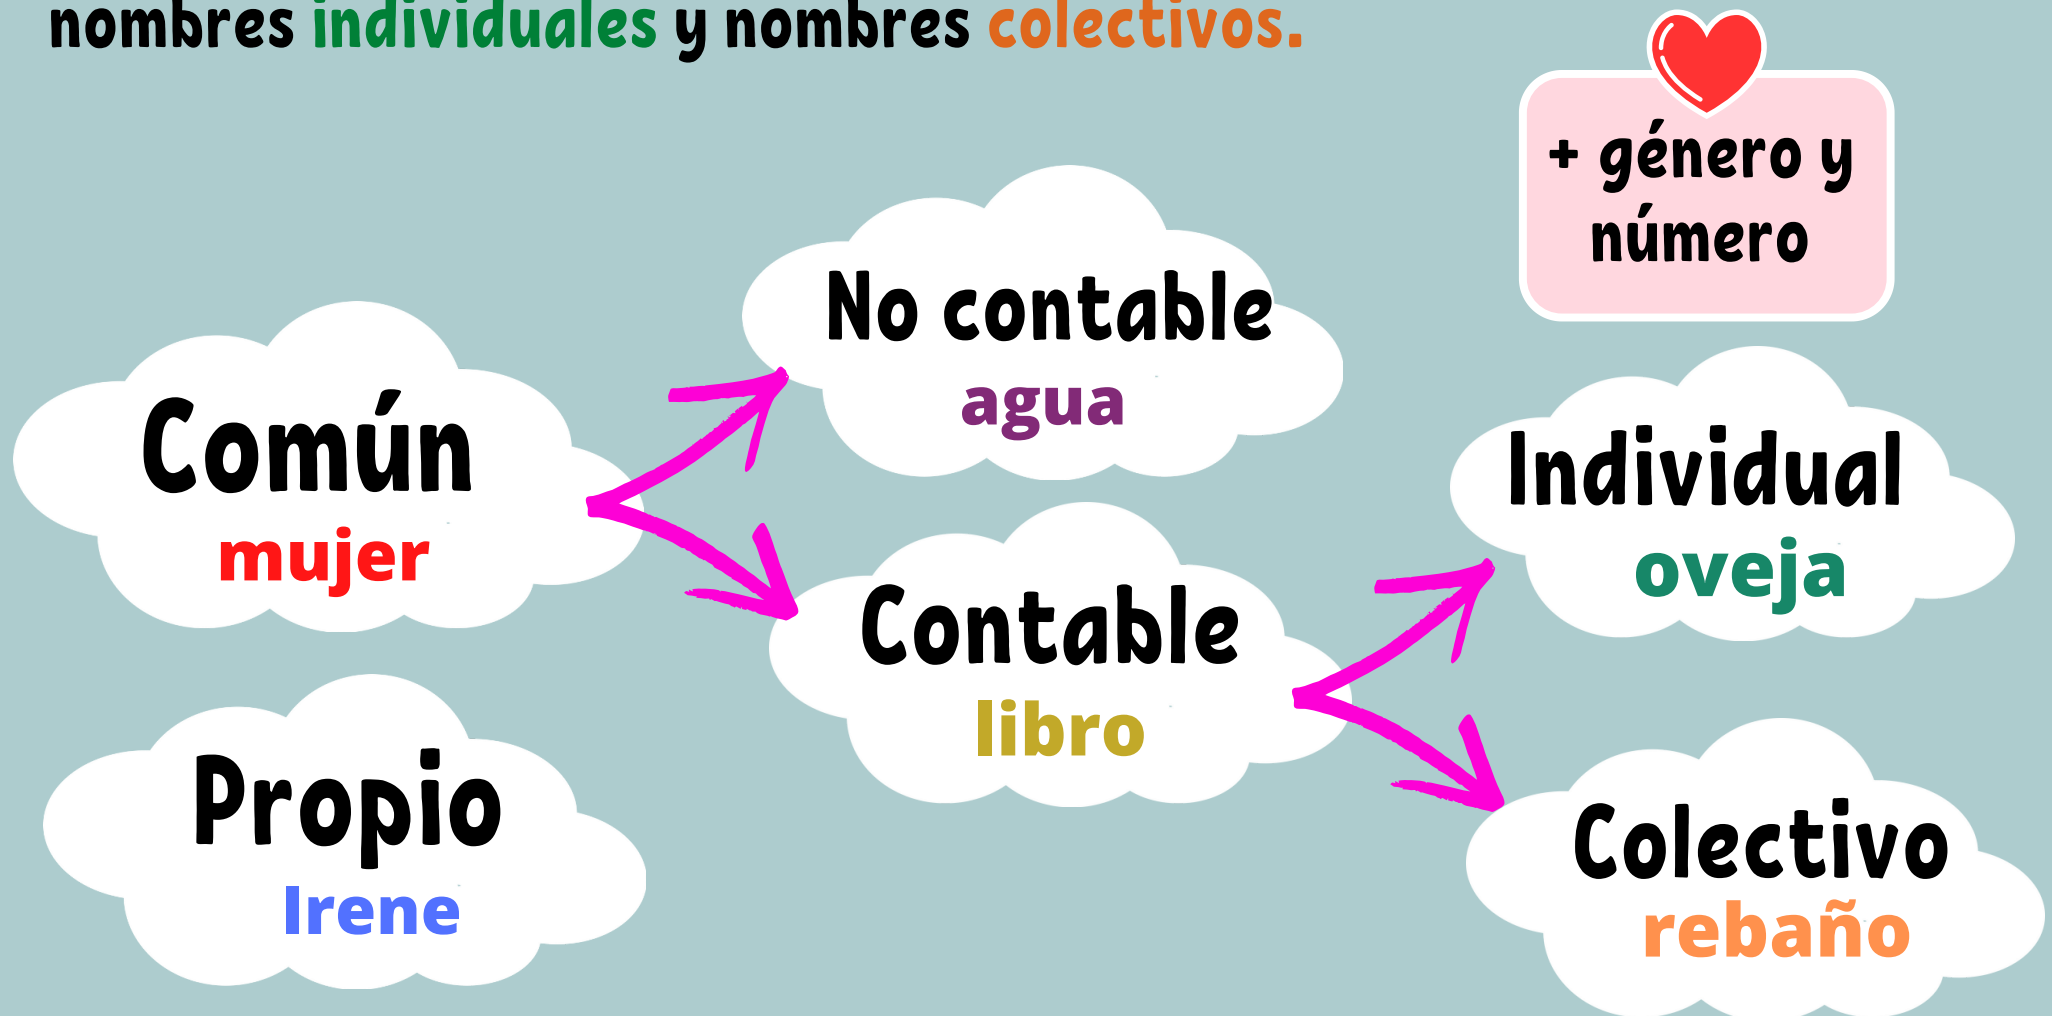 nombres individuales y nombres colectivos.
+ género y
número
No contable
agua
Común
mujer
Contable
libro
Individual
oveja
Propio
Irene
Colectivo
rebaño